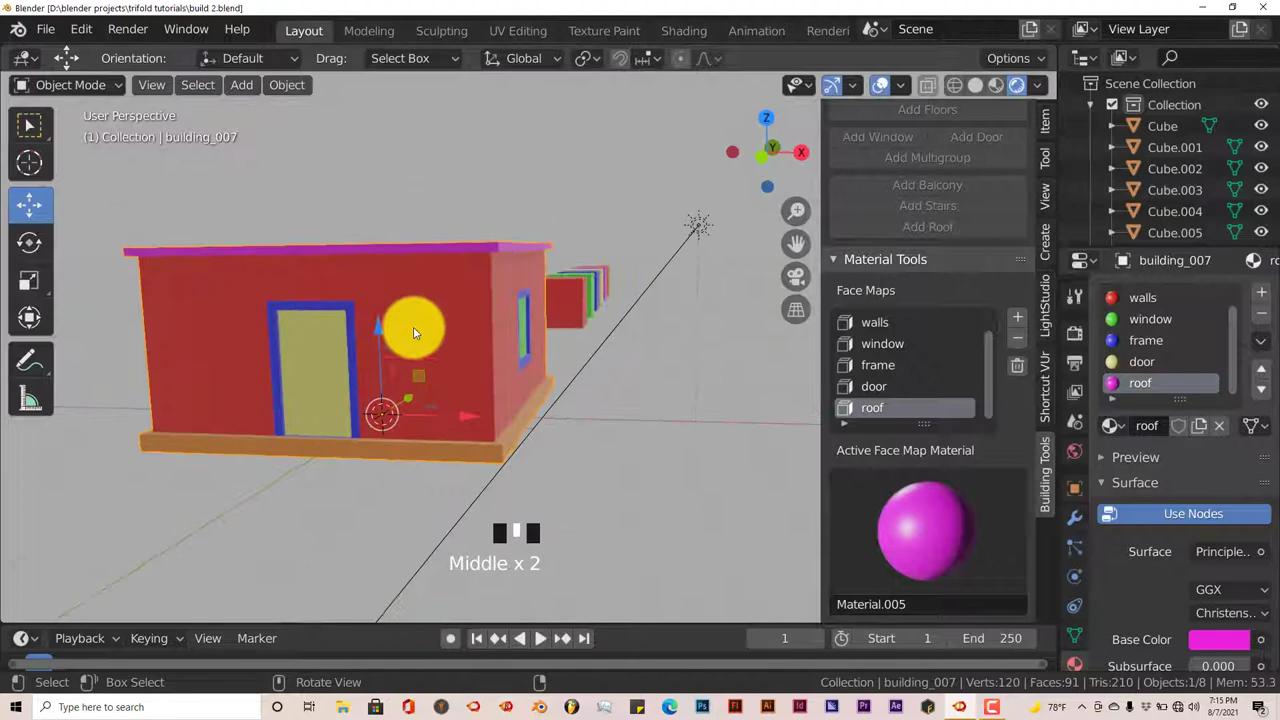 Blender [D:\blender projects\trifold tutorials\build 2.blend]
File Edit Render Window Help Layout Modeling Sculpting UV Editing Texture Paint Shading Animation Renderi Scene View Layer
Orientation: Default Drag: Select Box Global Options
Object Mode View Select Add Object
User Perspective
(1) Collection | building_007
Z
Y
X
Add Floors
Add Window Add Door
Add Multigroup
Add Balcony
Add Stairs
Add Roof
Material Tools
Face Maps
walls
window
frame
door
roof
Active Face Map Material
Material.005
Item
Tool
View
Create
LightStudio
Shortcut VUr
Building Tools
Scene Collection
Collection
Cube
Cube.001
Cube.002
Cube.003
Cube.004
Cube.005
building_007 ro
walls
window
frame
door
roof
roof
Preview
Surface
Use Nodes
Surface Principle..
GGX
Christens..
Base Color
Subsurface 0.000
Middle x 2
Playback Keying View Marker 1 Start 1 End 250
Select Box Select Rotate View Collection | building_007 | Verts:120 | Faces:91 | Tris:210 | Objects:1/8 | Mem: 53.3
Type here to search 78°F 7:15 PM
8/7/2021